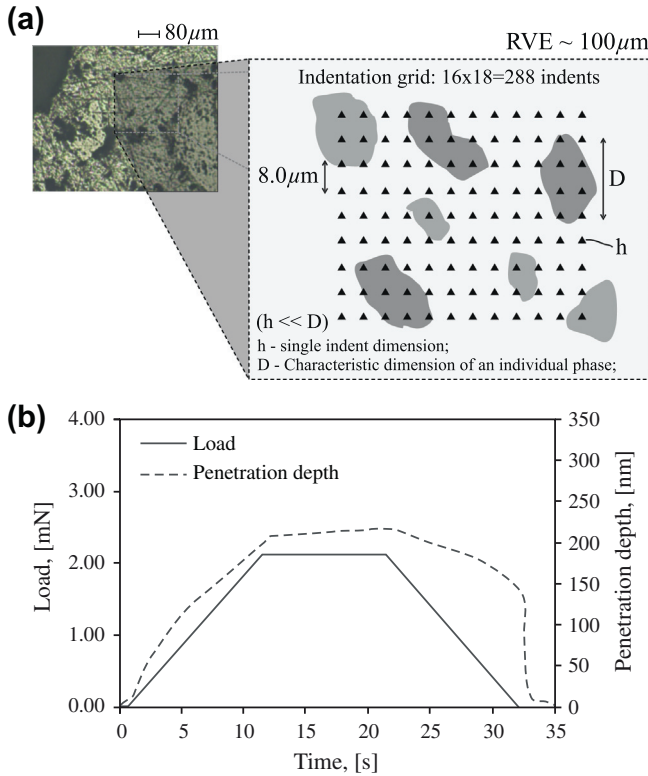 (a)
80μm
RVE ~ 100μm
Indentation grid: 16x18=288 indents
8.0μm
D
h
(h << D)
h - single indent dimension;
D - Characteristic dimension of an individual phase;
(b)
4.00
350
Load
300
Penetration depth
3.00
250
2.00
200
150
1.00
100
50
0.00
0
0
5
10
15
20
25
30
35
Load, [mN]
Penetration depth, [nm]
Time, [s]